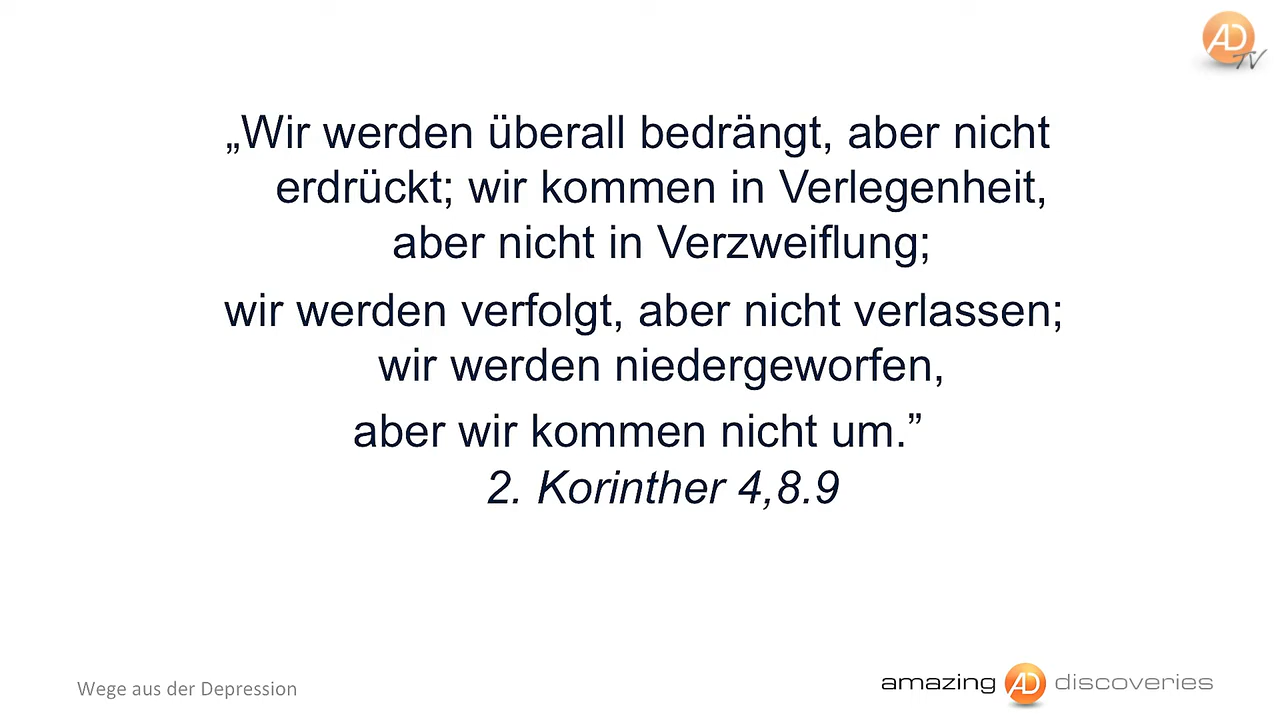 AD
TV
„Wir werden überall bedrängt, aber nicht
erdrückt; wir kommen in Verlegenheit,
aber nicht in Verzweiflung;
wir werden verfolgt, aber nicht verlassen;
wir werden niedergeworfen,
aber wir kommen nicht um.”
2. Korinther 4,8.9
Wege aus der Depression
amazing AD discoveries